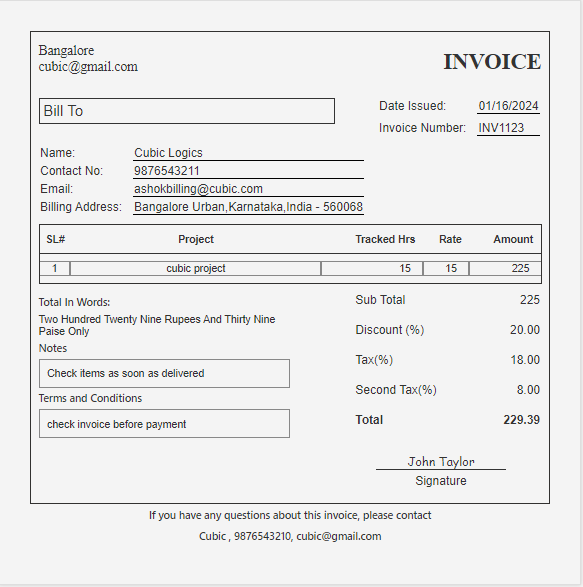 Bangalore
cubic@gmail.com
INVOICE
Bill To
Date Issued: 01/16/2024
Invoice Number: INV1123
Name: Cubic Logics
Contact No: 9876543211
Email: ashokbilling@cubic.com
Billing Address: Bangalore Urban,Karnataka,India - 560068
SL# Project Tracked Hrs Rate Amount
1 cubic project 15 15 225
Total In Words:
Two Hundred Twenty Nine Rupees And Thirty Nine
Paise Only
Notes
Check items as soon as delivered
Terms and Conditions
check invoice before payment
Sub Total 225
Discount (%) 20.00
Tax(%) 18.00
Second Tax(%) 8.00
Total 229.39
John Taylor
Signature
If you have any questions about this invoice, please contact
Cubic , 9876543210, cubic@gmail.com